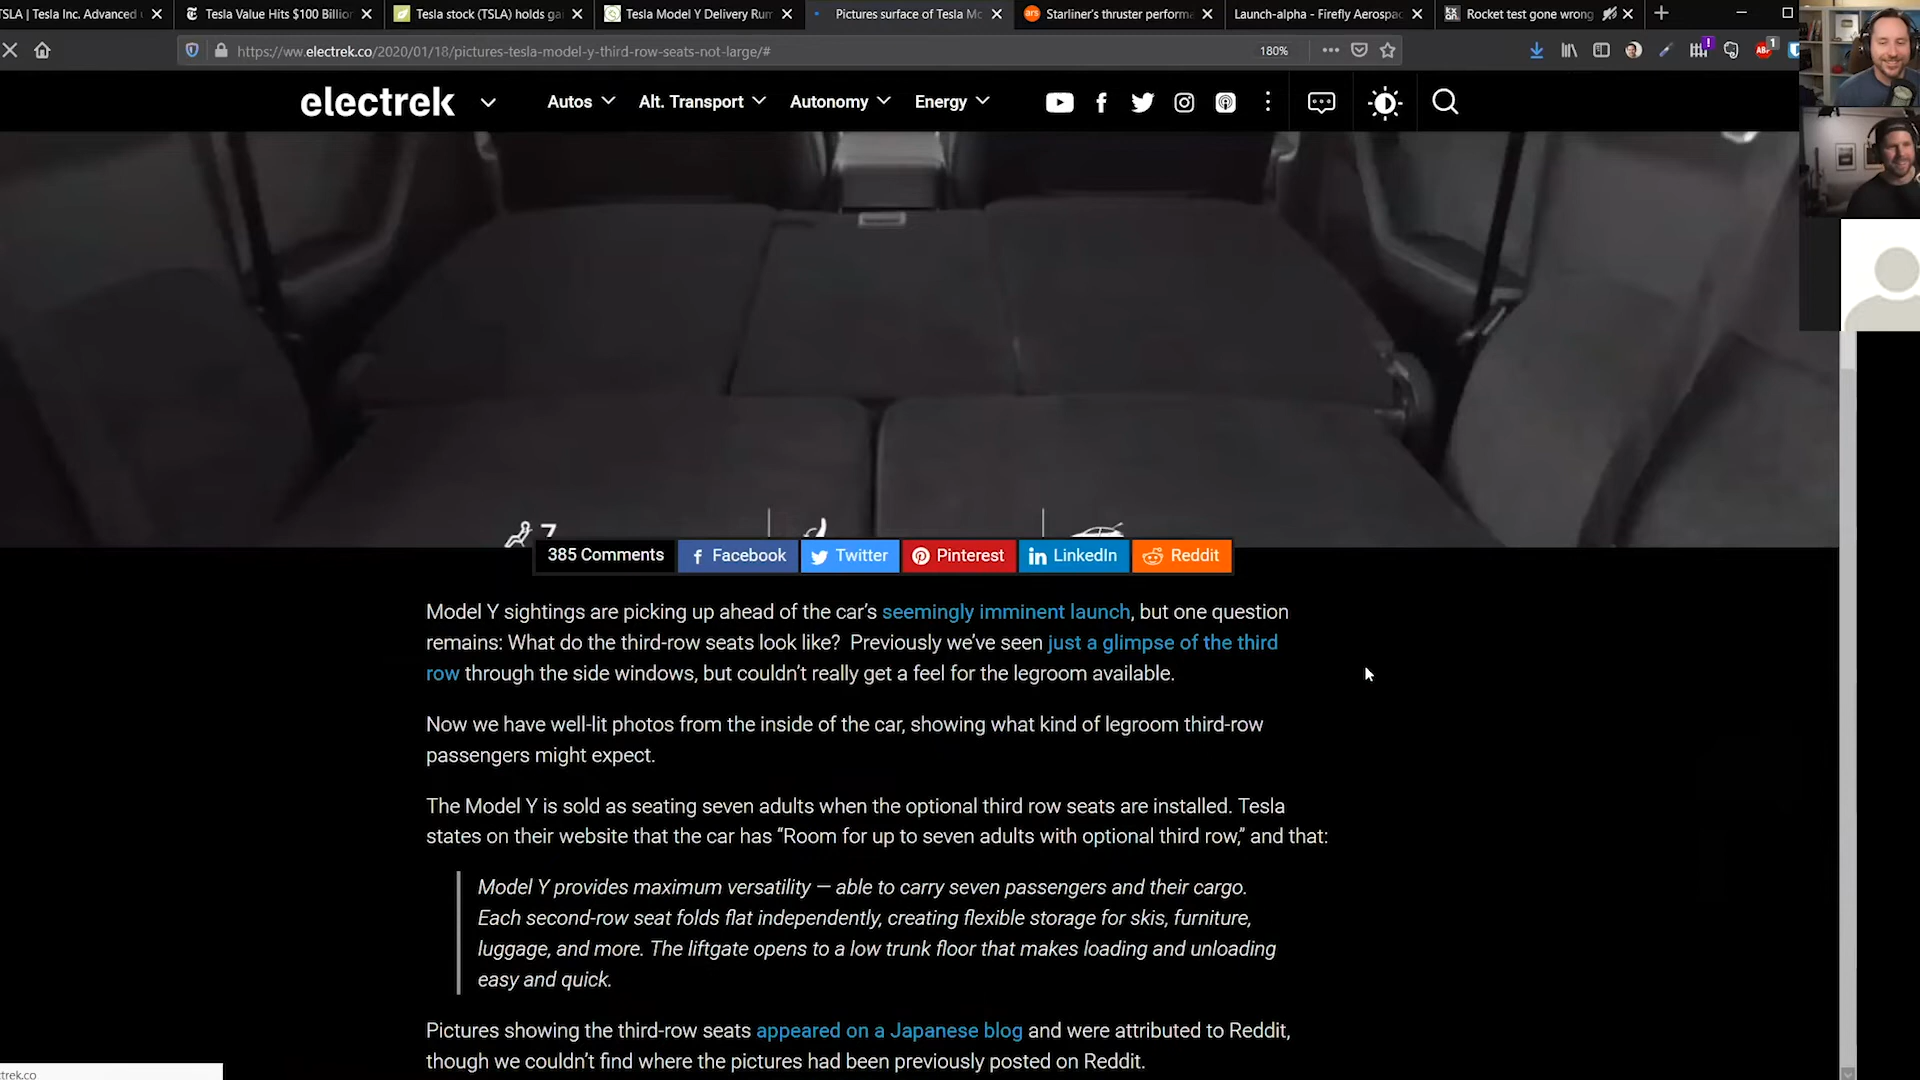 TSLA | Tesla Inc. Advanced
Tesla Value Hits $100 Billio
Tesla stock (TSLA) holds ga
Tesla Model Y Delivery Rum
Pictures surface of Tesla Mo
ars
Starliner's thruster performa
Launch-alpha - Firefly Aerospac
Rocket test gone wrong
https://ww.electrek.co/2020/01/18/pictures-tesla-model-y-third-row-seats-not-large/#
180%
ABP
1
electrek
Autos
Alt. Transport
Autonomy
Energy
7
385 Comments
Facebook
Twitter
Pinterest
LinkedIn
Reddit
Model Y sightings are picking up ahead of the car's seemingly imminent launch, but one question
remains: What do the third-row seats look like? Previously we've seen just a glimpse of the third
row through the side windows, but couldn't really get a feel for the legroom available.
Now we have well-lit photos from the inside of the car, showing what kind of legroom third-row
passengers might expect.
The Model Y is sold as seating seven adults when the optional third row seats are installed. Tesla
states on their website that the car has “Room for up to seven adults with optional third row,” and that:
Model Y provides maximum versatility — able to carry seven passengers and their cargo.
Each second-row seat folds flat independently, creating flexible storage for skis, furniture,
luggage, and more. The liftgate opens to a low trunk floor that makes loading and unloading
easy and quick.
Pictures showing the third-row seats appeared on a Japanese blog and were attributed to Reddit,
though we couldn't find where the pictures had been previously posted on Reddit.
trek.co